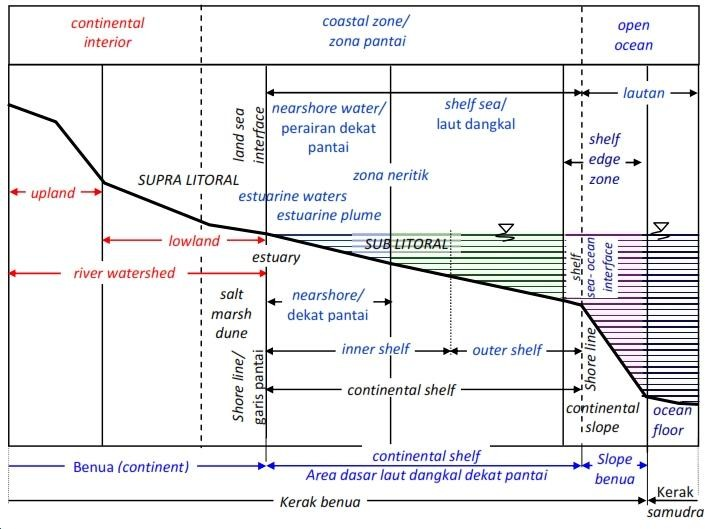 continental
interior
coastal zone/
zona pantai
open
ocean
land sea
interface
nearshore water/
perairan dekat
pantai
shelf sea/
laut dangkal
lautan
shelf
edge
zone
zona neritik
SUPRA LITORAL
upland
estuarine waters
estuarine plume
lowland
SUB LITORAL
estuary
river watershed
shelf
sea-ocean
interface
salt
marsh
dune
nearshore/
dekat pantai
Shore line/
garis pantai
inner shelf
outer shelf
Shore line
continental shelf
continental
slope
ocean
floor
Benua (continent)
continental shelf
Area dasar laut dangkal dekat pantai
Slope
benua
Kerak benua
Kerak
samudra